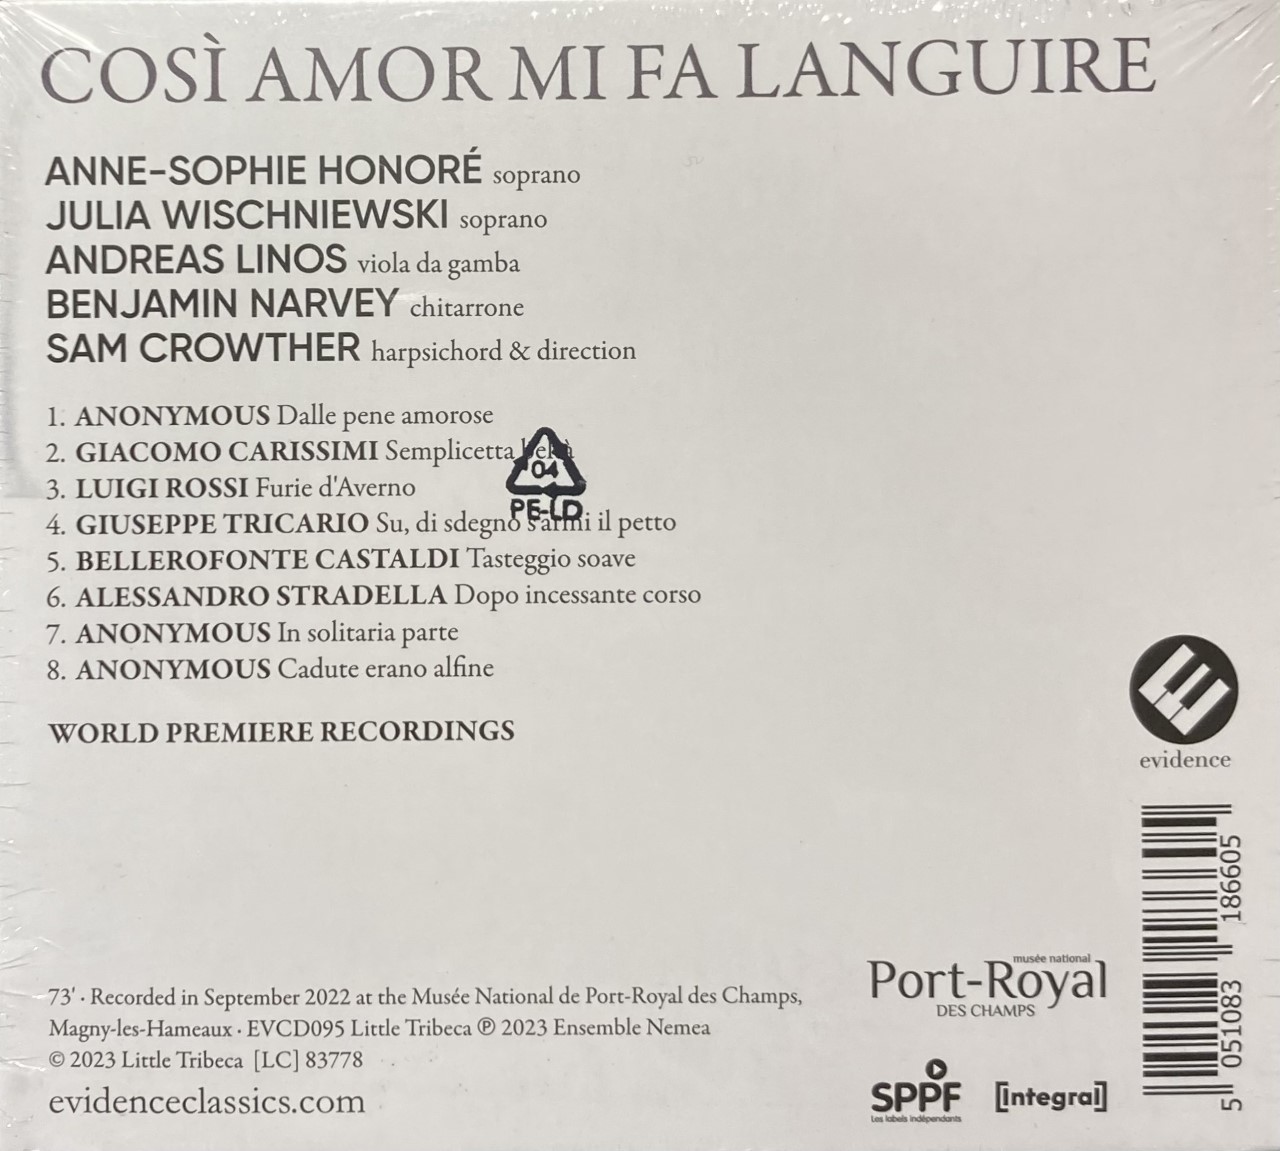 COSÌ AMOR MI FA LANGUIRE
ANNE-SOPHIE HONORÉ soprano
JULIA WISCHNIEWSKI soprano
ANDREAS LINOS viola da gamba
BENJAMIN NARVEY chitarrone
SAM CROWTHER harpsichord & direction
1. ANONYMOUS Dalle pene amorose
2. GIACOMO CARISSIMI Semplicetta
3. LUIGI ROSSI Furie d'Averno
04
PE-LD
4. GIUSEPPE TRICARIO Su, di sdegno s'armi il petto
5. BELLEROFONTE CASTALDI Tasteggio soave
6. ALESSANDRO STRADELLA Dopo incessante corso
7. ANONYMOUS In solitaria parte
8. ANONYMOUS Cadute erano alfine
WORLD PREMIERE RECORDINGS
evidence
5 051083 186605
musée national
Port-Royal
DES CHAMPS
73' · Recorded in September 2022 at the Musée National de Port-Royal des Champs,
Magny-les-Hameaux · EVCD095 Little Tribeca ℗ 2023 Ensemble Nemea
© 2023 Little Tribeca [LC] 83778
evidenceclassics.com
SPPF
Les labels indépendants
[integral]